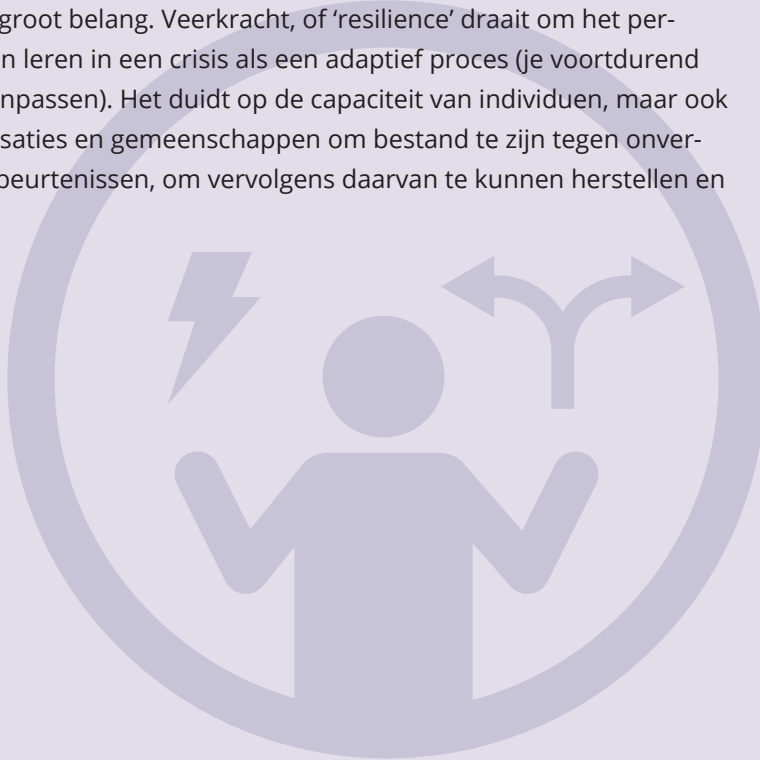 groot belang. Veerkracht, of ‘resilience’ draait om het per-
n leren in een crisis als een adaptief proces (je voortdurend
npassen). Het duidt op de capaciteit van individuen, maar ook
saties en gemeenschappen om bestand te zijn tegen onver-
beurtenissen, om vervolgens daarvan te kunnen herstellen en